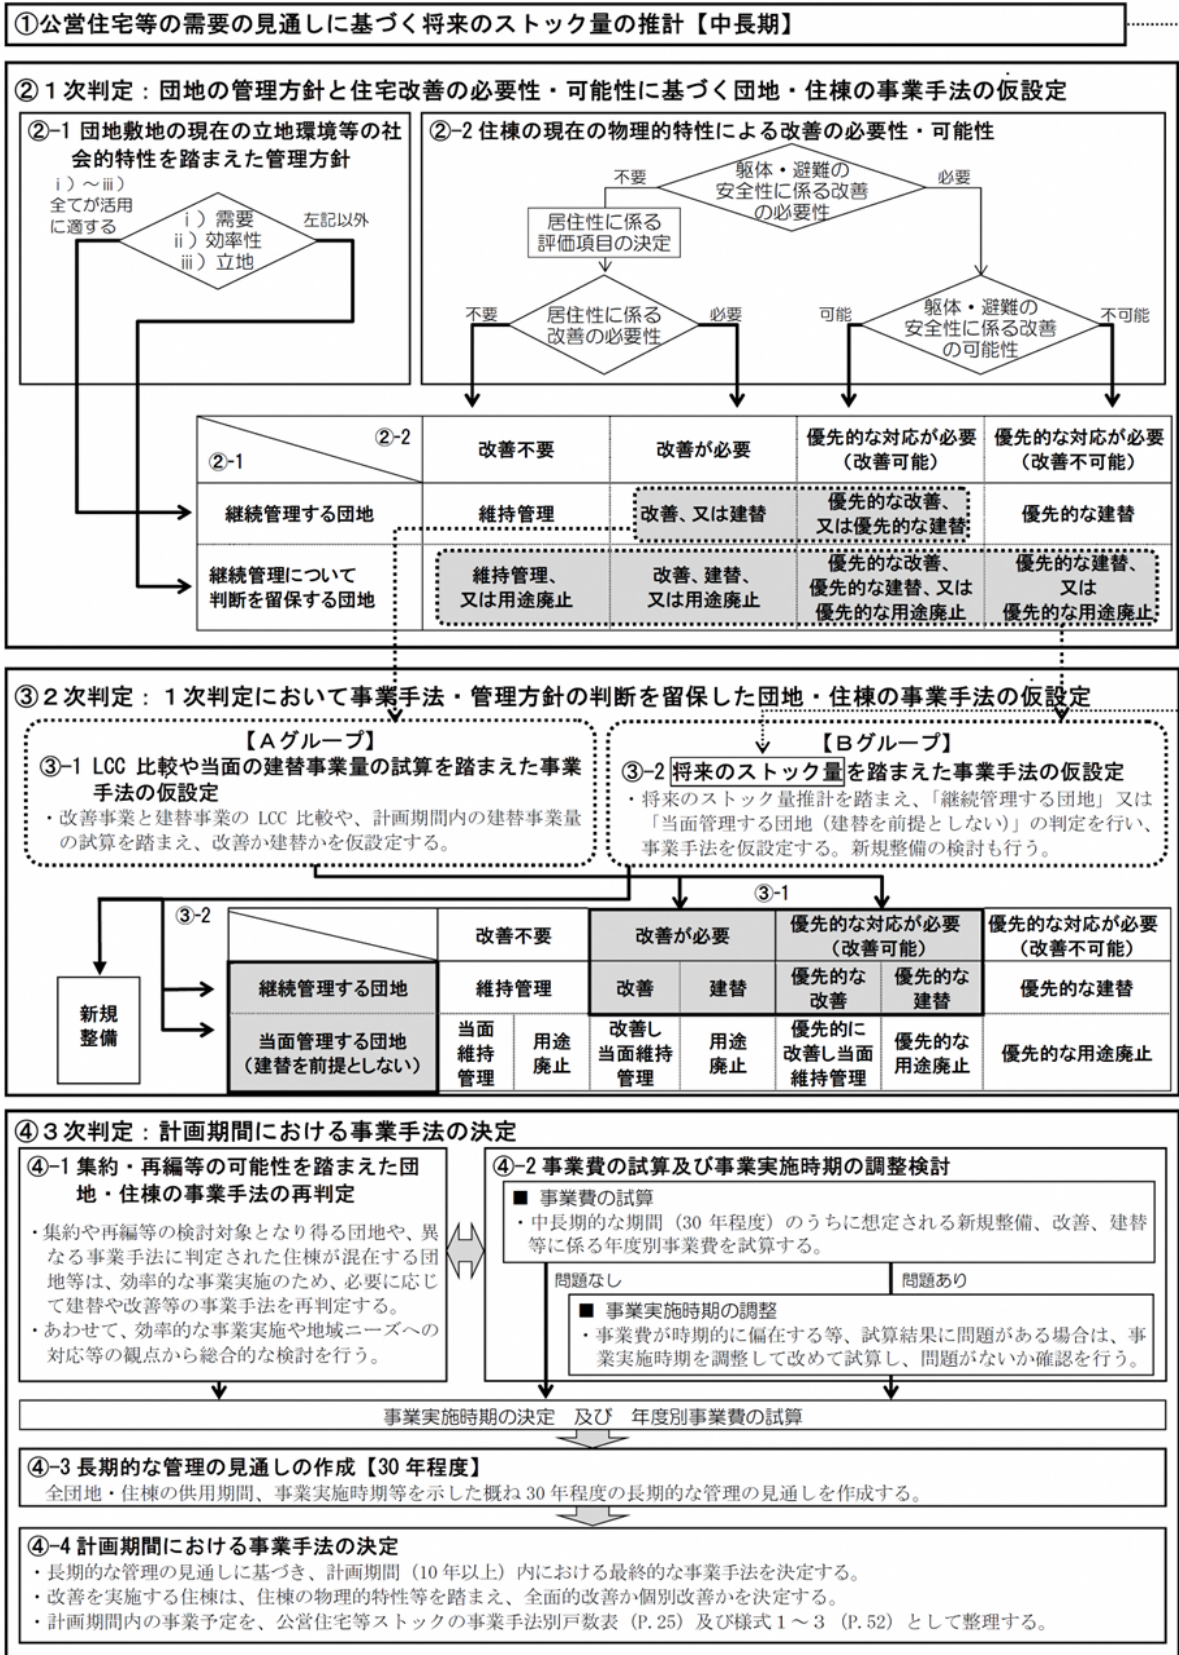 ①公営住宅等の需要の見通しに基づく将来のストック量の推計【中長期】
②１次判定：団地の管理方針と住宅改善の必要性・可能性に基づく団地・住棟の事業手法の仮設定
②-1 団地敷地の現在の立地環境等の社
会的特性を踏まえた管理方針
ⅰ）～ⅲ）
全てが活用
に適する
ⅰ）需要
ⅱ）効率性
ⅲ）立地
左記以外
②-2 住棟の現在の物理的特性による改善の必要性・可能性
不要
躯体・避難の
安全性に係る改善
の必要性
必要
居住性に係る
評価項目の決定
不要
居住性に係る
改善の必要性
必要
可能
躯体・避難の
安全性に係る改善
の可能性
不可能
②-2
②-1
改善不要
改善が必要
優先的な対応が必要
（改善可能）
優先的な対応が必要
（改善不可能）
継続管理する団地
維持管理
改善、又は建替
優先的な改善、
又は優先的な建替
優先的な建替
継続管理について
判断を留保する団地
維持管理、
又は用途廃止
改善、建替、
又は用途廃止
優先的な改善、
優先的な建替、又は
優先的な用途廃止
優先的な建替、
又は
優先的な用途廃止
③２次判定：１次判定において事業手法・管理方針の判断を留保した団地・住棟の事業手法の仮設定
【Ａグループ】
③-1 LCC 比較や当面の建替事業量の試算を踏まえた事業
手法の仮設定
・改善事業と建替事業の LCC 比較や、計画期間内の建替事業量
の試算を踏まえ、改善か建替かを仮設定する。
【Ｂグループ】
③-2 将来のストック量を踏まえた事業手法の仮設定
・将来のストック量推計を踏まえ、「継続管理する団地」又は
「当面管理する団地（建替を前提としない）」の判定を行い、
事業手法を仮設定する。新規整備の検討も行う。
③-1
③-2
新規
整備
改善不要
改善が必要
優先的な対応が必要
（改善可能）
優先的な対応が必要
（改善不可能）
継続管理する団地
維持管理
改善
建替
優先的な
改善
優先的な
建替
優先的な建替
当面管理する団地
（建替を前提としない）
当面
維持
管理
用途
廃止
改善し
当面維持
管理
用途
廃止
優先的に
改善し当面
維持管理
優先的な
用途廃止
優先的な用途廃止
④３次判定：計画期間における事業手法の決定
④-1 集約・再編等の可能性を踏まえた団
地・住棟の事業手法の再判定
・集約や再編等の検討対象となり得る団地や、異
なる事業手法に判定された住棟が混在する団
地等は、効率的な事業実施のため、必要に応じ
て建替や改善等の事業手法を再判定する。
・あわせて、効率的な事業実施や地域ニーズへの
対応等の観点から総合的な検討を行う。
④-2 事業費の試算及び事業実施時期の調整検討
■ 事業費の試算
・中長期的な期間（30 年程度）のうちに想定される新規整備、改善、建替
等に係る年度別事業費を試算する。
問題なし
問題あり
■ 事業実施時期の調整
・事業費が時期的に偏在する等、試算結果に問題がある場合は、事
業実施時期を調整して改めて試算し、問題がないか確認を行う。
事業実施時期の決定 及び 年度別事業費の試算
④-3 長期的な管理の見通しの作成【30 年程度】
全団地・住棟の供用期間、事業実施時期等を示した概ね 30 年程度の長期的な管理の見通しを作成する。
④-4 計画期間における事業手法の決定
・長期的な管理の見通しに基づき、計画期間（10 年以上）内における最終的な事業手法を決定する。
・改善を実施する住棟は、住棟の物理的特性等を踏まえ、全面的改善か個別改善かを決定する。
・計画期間内の事業予定を、公営住宅等ストックの事業手法別戸数表（P.25）及び様式１～３（P.52）として整理する。